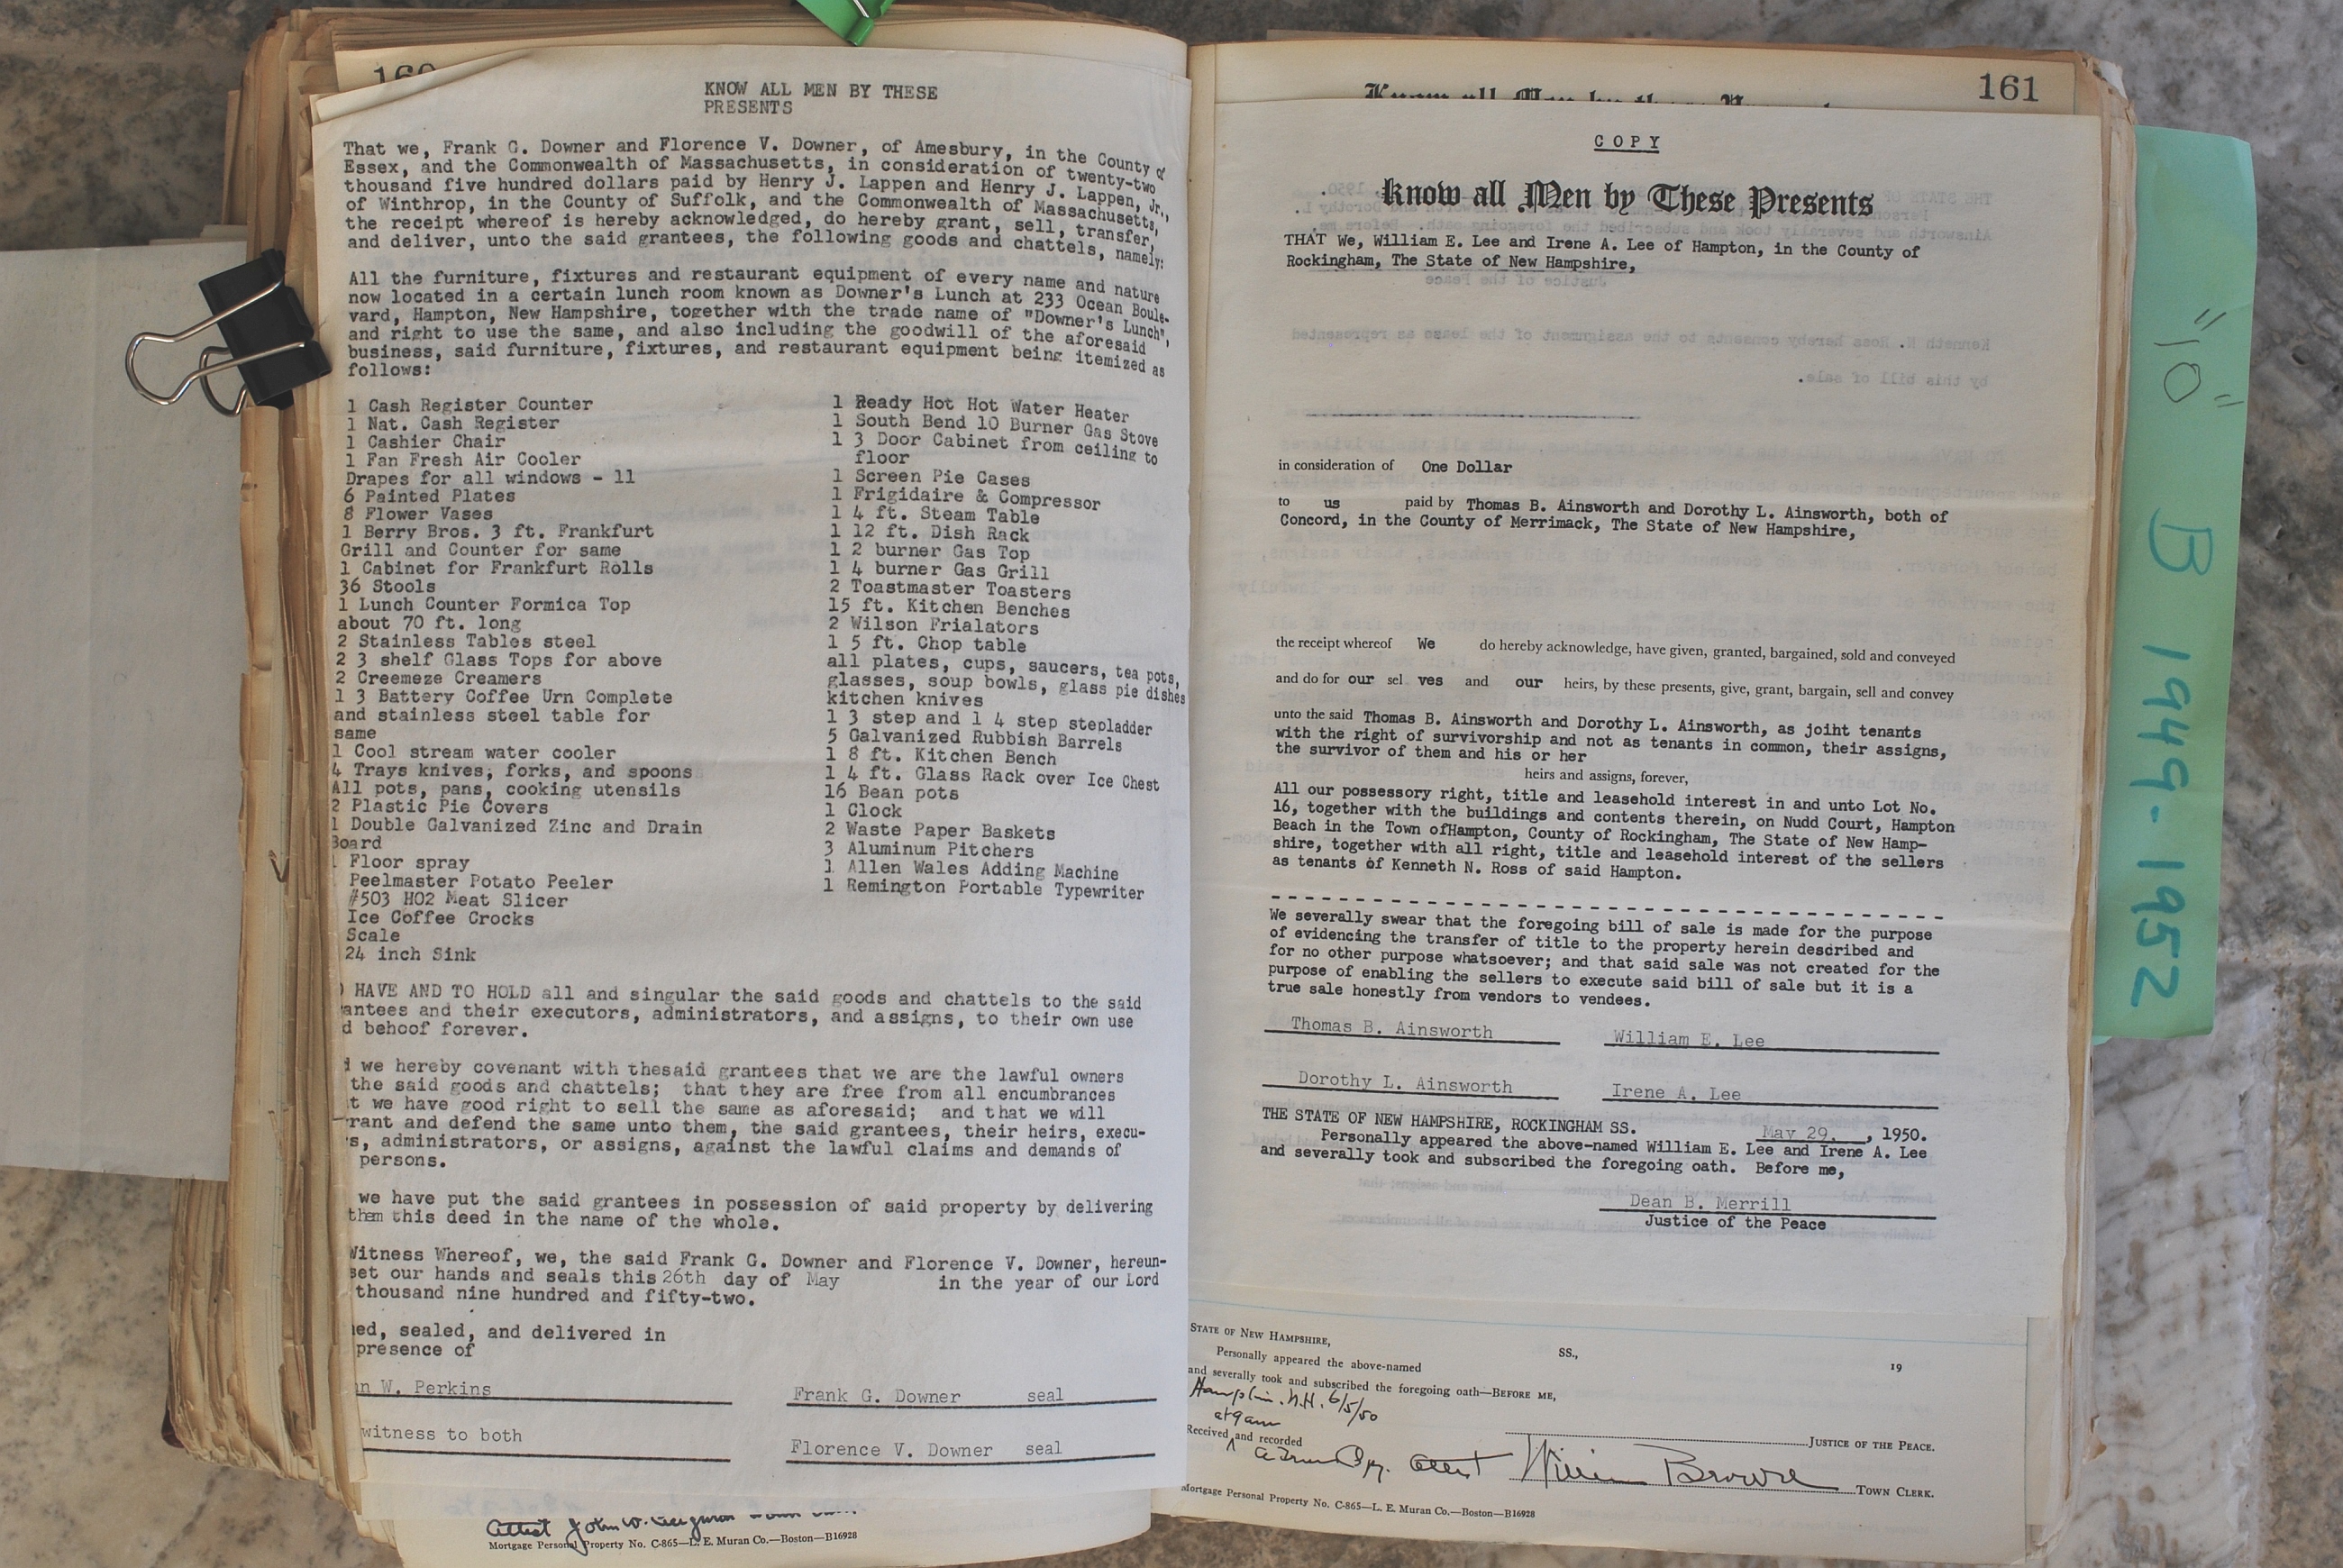 160
KNOW ALL MEN BY THESE
PRESENTS
That we, Frank G. Downer and Florence V. Downer, of Amesbury, in the County of
Essex, and the Commonwealth of Massachusetts, in consideration of twenty-two
thousand five hundred dollars paid by Henry J. Lappen and Henry J. Lappen, Jr.,
of Winthrop, in the County of Suffolk, and the Commonwealth of Massachusetts,
the receipt whereof is hereby acknowledged, do hereby grant, sell, transfer,
and deliver, unto the said grantees, the following goods and chattels, namely:
All the furniture, fixtures and restaurant equipment of every name and nature
now located in a certain lunch room known as Downer's Lunch at 233 Ocean Boule-
vard, Hampton, New Hampshire, together with the trade name of "Downer's Lunch",
and right to use the same, and also including the goodwill of the aforesaid
business, said furniture, fixtures, and restaurant equipment being itemized as
follows:
1 Cash Register Counter
1 Nat. Cash Register
1 Cashier Chair
1 Fan Fresh Air Cooler
Drapes for all windows - 11
6 Painted Plates
8 Flower Vases
1 Berry Bros. 3 ft. Frankfurt
Grill and Counter for same
1 Cabinet for Frankfurt Rolls
36 Stools
1 Lunch Counter Formica Top
about 70 ft. long
2 Stainless Tables steel
2 3 shelf Glass Tops for above
2 Creemeze Creamers
1 3 Battery Coffee Urn Complete
and stainless steel table for
same
1 Cool stream water cooler
4 Trays knives, forks, and spoons
All pots, pans, cooking utensils
2 Plastic Pie Covers
1 Double Galvanized Zinc and Drain
Board
1 Floor spray
Peelmaster Potato Peeler
#503 HO2 Meat Slicer
Ice Coffee Crocks
Scale
24 inch Sink
1 Ready Hot Hot Water Heater
1 South Bend 10 Burner Gas Stove
1 3 Door Cabinet from ceiling to
floor
1 Screen Pie Cases
1 Frigidaire & Compressor
1 4 ft. Steam Table
1 12 ft. Dish Rack
1 2 burner Gas Top
1 4 burner Gas Grill
2 Toastmaster Toasters
15 ft. Kitchen Benches
2 Wilson Frialators
1 5 ft. Chop table
all plates, cups, saucers, tea pots,
glasses, soup bowls, glass pie dishes
kitchen knives
1 3 step and 1 4 step stepladder
5 Galvanized Rubbish Barrels
1 8 ft. Kitchen Bench
1 4 ft. Glass Rack over Ice Chest
16 Bean pots
1 Clock
2 Waste Paper Baskets
3 Aluminum Pitchers
1 Allen Wales Adding Machine
1 Remington Portable Typewriter
HAVE AND TO HOLD all and singular the said goods and chattels to the said
antees and their executors, administrators, and assigns, to their own use
d behoof forever.
d we hereby covenant with thesaid grantees that we are the lawful owners
the said goods and chattels; that they are free from all encumbrances
t we have good right to sell the same as aforesaid; and that we will
rant and defend the same unto them, the said grantees, their heirs, execu-
s, administrators, or assigns, against the lawful claims and demands of
persons.
we have put the said grantees in possession of said property by delivering
them this deed in the name of the whole.
Witness Whereof, we, the said Frank G. Downer and Florence V. Downer, hereun-
set our hands and seals this 26th day of May in the year of our Lord
thousand nine hundred and fifty-two.
ned, sealed, and delivered in
presence of
n W. Perkins
Frank G. Downer seal
witness to both
Florence V. Downer seal
Attest John W.
Mortgage Personal Property No. C-865—L. E. Muran Co.—Boston—B16928
161
Know all Men by these Presents
COPY
Know all Men by These Presents
THAT We, William E. Lee and Irene A. Lee of Hampton, in the County of
Rockingham, The State of New Hampshire,
in consideration of One Dollar
to us paid by Thomas B. Ainsworth and Dorothy L. Ainsworth, both of
Concord, in the County of Merrimack, The State of New Hampshire,
the receipt whereof We do hereby acknowledge, have given, granted, bargained, sold and conveyed
and do for our sel ves and our heirs, by these presents, give, grant, bargain, sell and convey
unto the said Thomas B. Ainsworth and Dorothy L. Ainsworth, as joiht tenants
with the right of survivorship and not as tenants in common, their assigns,
the survivor of them and his or her
heirs and assigns, forever,
All our possessory right, title and leasehold interest in and unto Lot No.
16, together with the buildings and contents therein, on Nudd Court, Hampton
Beach in the Town ofHampton, County of Rockingham, The State of New Hamp-
shire, together with all right, title and leasehold interest of the sellers
as tenants of Kenneth N. Ross of said Hampton.
We severally swear that the foregoing bill of sale is made for the purpose
of evidencing the transfer of title to the property herein described and
for no other purpose whatsoever; and that said sale was not created for the
purpose of enabling the sellers to execute said bill of sale but it is a
true sale honestly from vendors to vendees.
Thomas B. Ainsworth William E. Lee
Dorothy L. Ainsworth Irene A. Lee
THE STATE OF NEW HAMPSHIRE, ROCKINGHAM SS. May 29, , 1950.
Personally appeared the above-named William E. Lee and Irene A. Lee
and severally took and subscribed the foregoing oath. Before me,
Dean B. Merrill
Justice of the Peace
STATE OF NEW HAMPSHIRE, SS., 19
Personally appeared the above-named
and severally took and subscribed the foregoing oath—BEFORE ME,
Hampton, N.H. 6/5/50
at 9 am
JUSTICE OF THE PEACE.
Received and recorded
A True Copy. Attest William Brown TOWN CLERK.
Mortgage Personal Property No. C-865—L. E. Muran Co.—Boston—B16928
"10" B 1949-1952